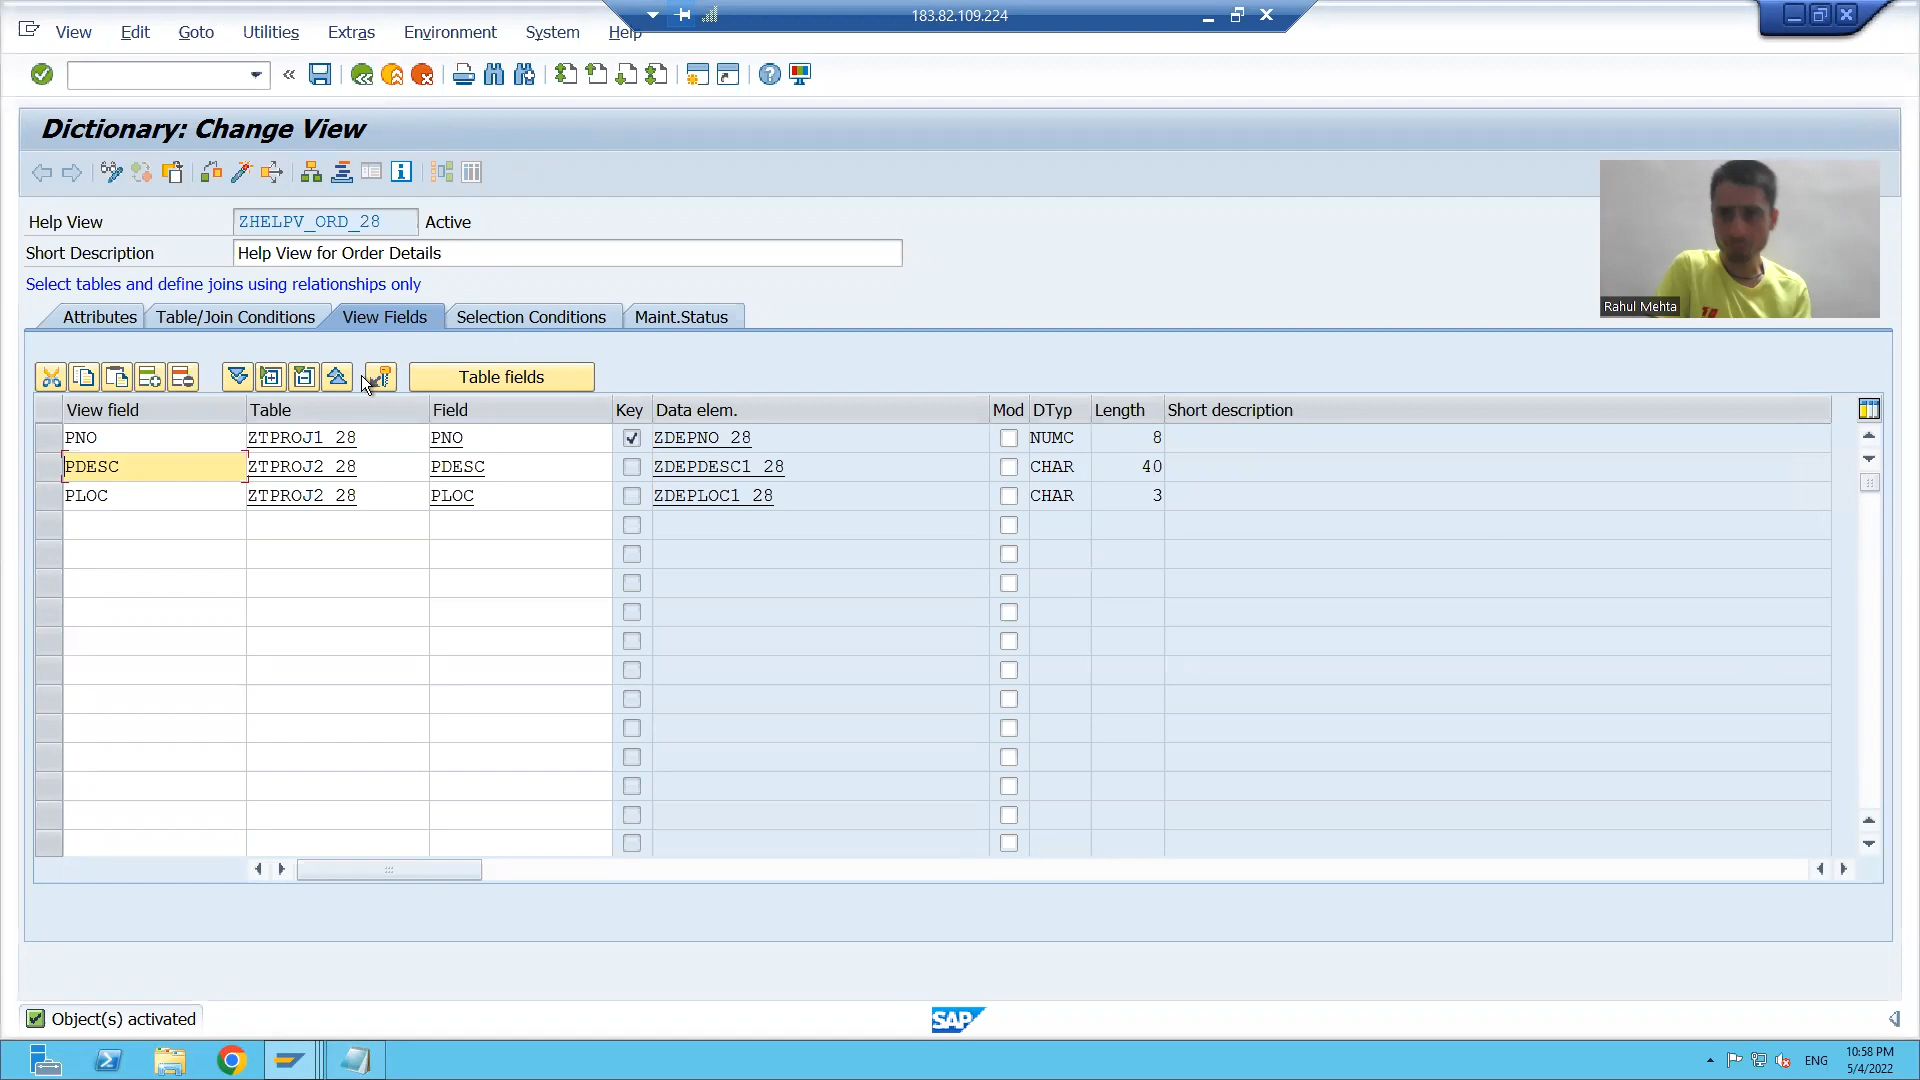 183.82.109.224
View Edit Goto Utilities Extras Environment System Help
Dictionary: Change View
Help View ZHELPV_ORD_28 Active
Short Description Help View for Order Details
Select tables and define joins using relationships only
Rahul Mehta
Attributes Table/Join Conditions View Fields Selection Conditions Maint.Status
Table fields
View field Table Field Key Data elem. Mod DTyp Length Short description
PNO ZTPROJ1_28 PNO ZDEPNO_28 NUMC 8
PDESC ZTPROJ2_28 PDESC ZDEPDESC1_28 CHAR 40
PLOC ZTPROJ2_28 PLOC ZDEPLOC1_28 CHAR 3
Object(s) activated
SAP
ENG
10:58 PM
5/4/2022